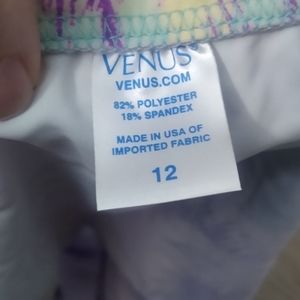 VENUS
VENUS.COM
82% POLYESTER
18% SPANDEX
MADE IN USA OF
IMPORTED FABRIC
12